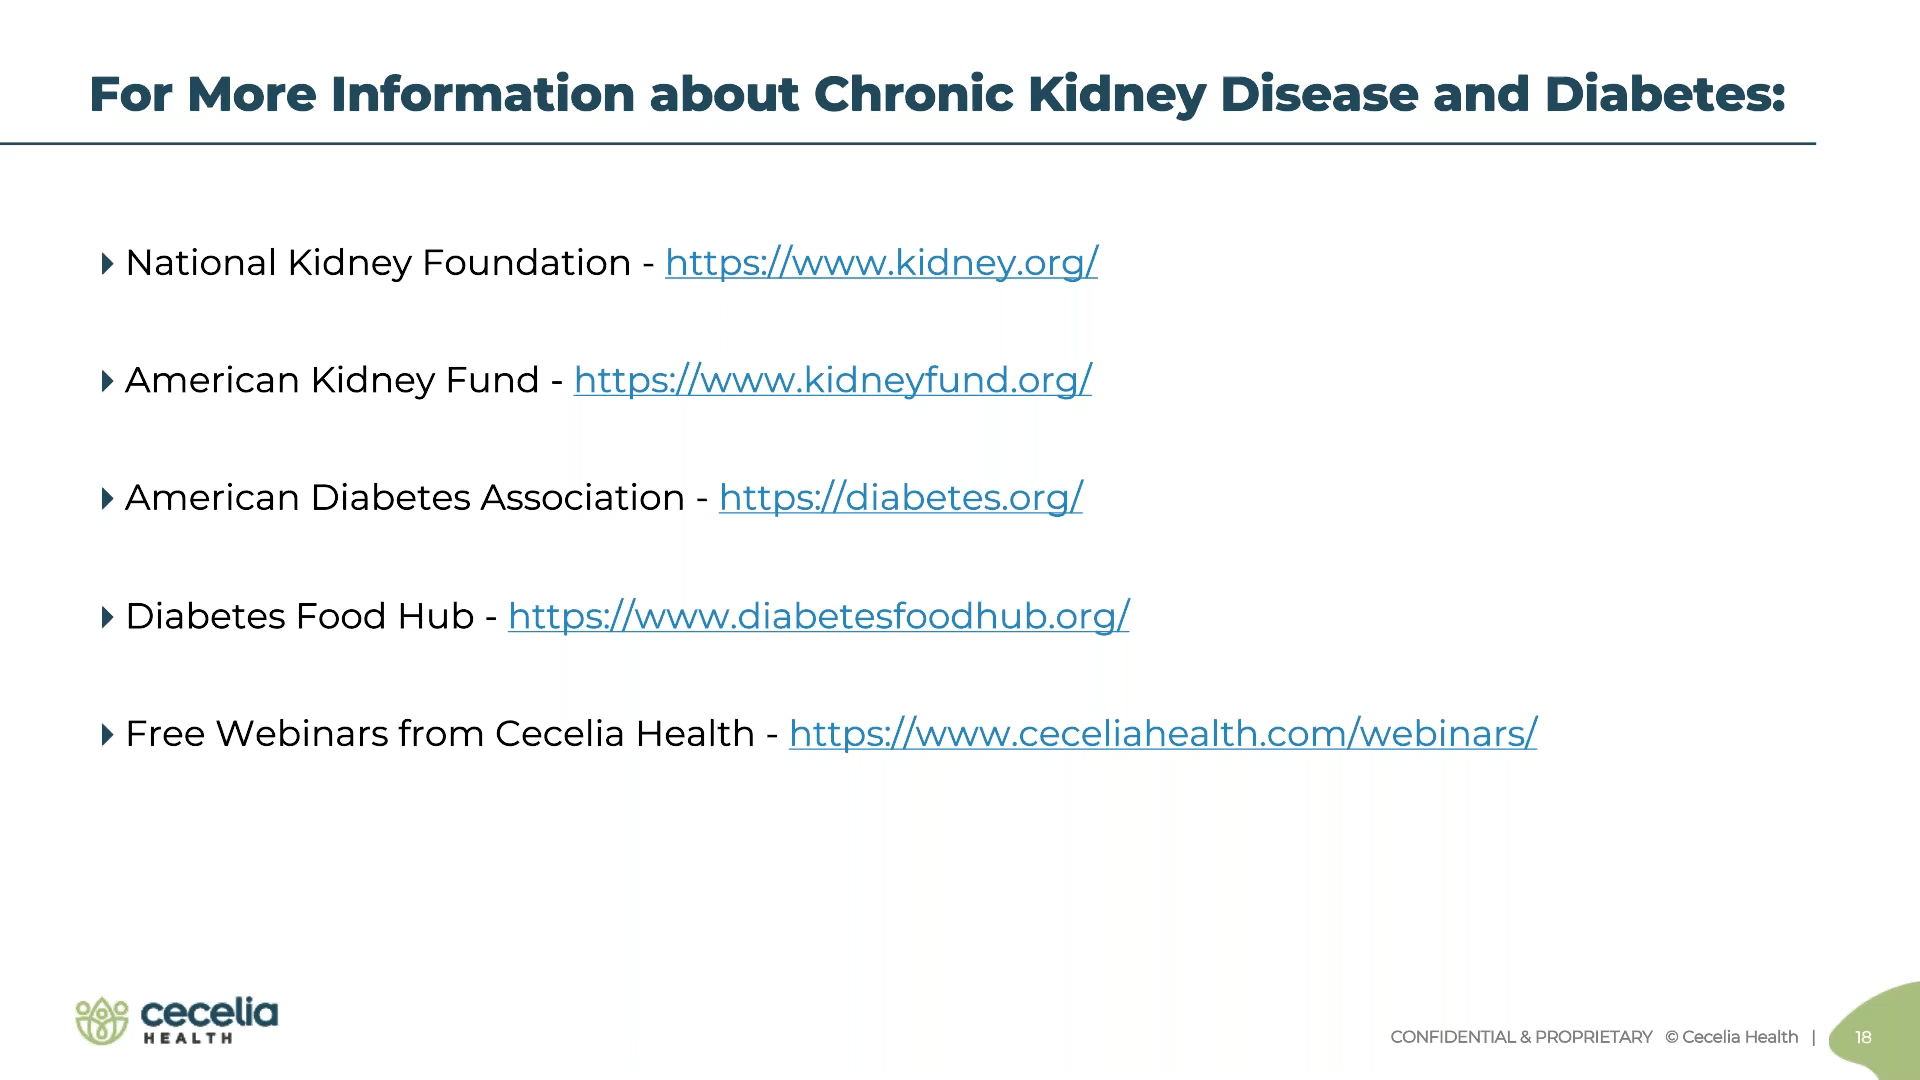 For More Information about Chronic Kidney Disease and Diabetes:
National Kidney Foundation - https://www.kidney.org/
American Kidney Fund - https://www.kidneyfund.org/
American Diabetes Association - https://diabetes.org/
Diabetes Food Hub - https://www.diabetesfoodhub.org/
Free Webinars from Cecelia Health - https://www.ceceliahealth.com/webinars/
cecelia
HEALTH
CONFIDENTIAL & PROPRIETARY © Cecelia Health | 18